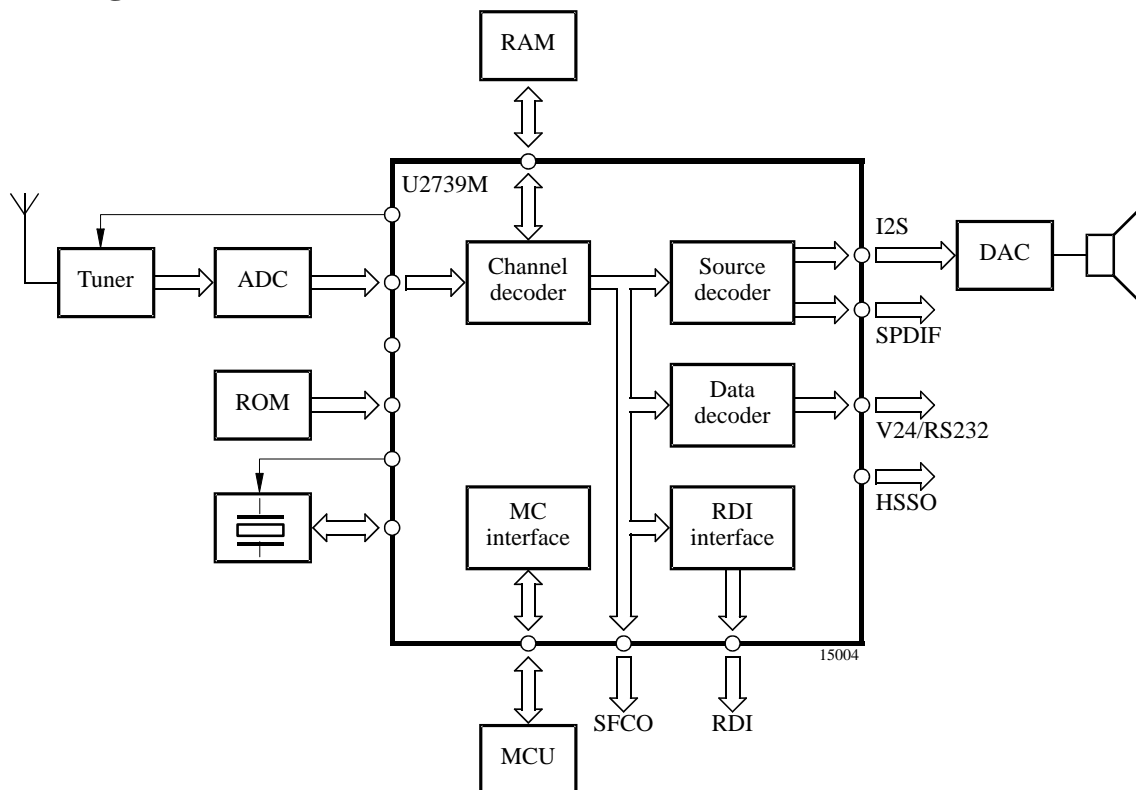 RAM
U2739M
I2S
Tuner
ADC
Channel
decoder
Source
decoder
DAC
SPDIF
ROM
Data
decoder
V24/RS232
HSSO
MC
interface
RDI
interface
15004
SFCO
RDI
MCU